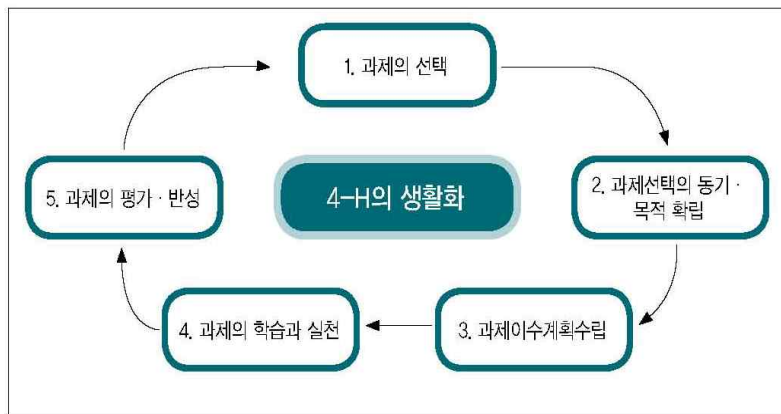 1. 과제의 선택
2. 과제선택의 동기·
목적 확립
3. 과제이수계획수립
4. 과제의 학습과 실천
5. 과제의 평가·반성
4-H의 생활화